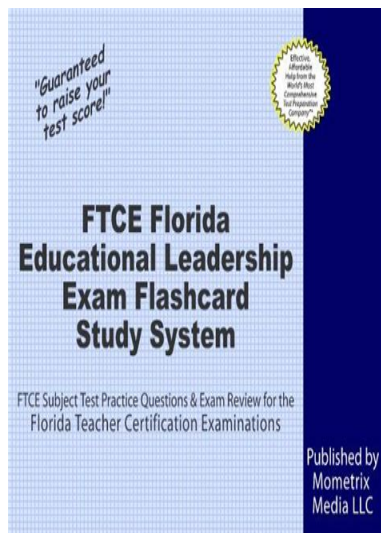 "Guaranteed
to raise your
test score!"
Effective,
Affordable
Help from the
World's Most
Comprehensive
Test Preparation
Company™
FTCE Florida
Educational Leadership
Exam Flashcard
Study System
FTCE Subject Test Practice Questions & Exam Review for the
Florida Teacher Certification Examinations
Published by
Mometrix
Media LLC